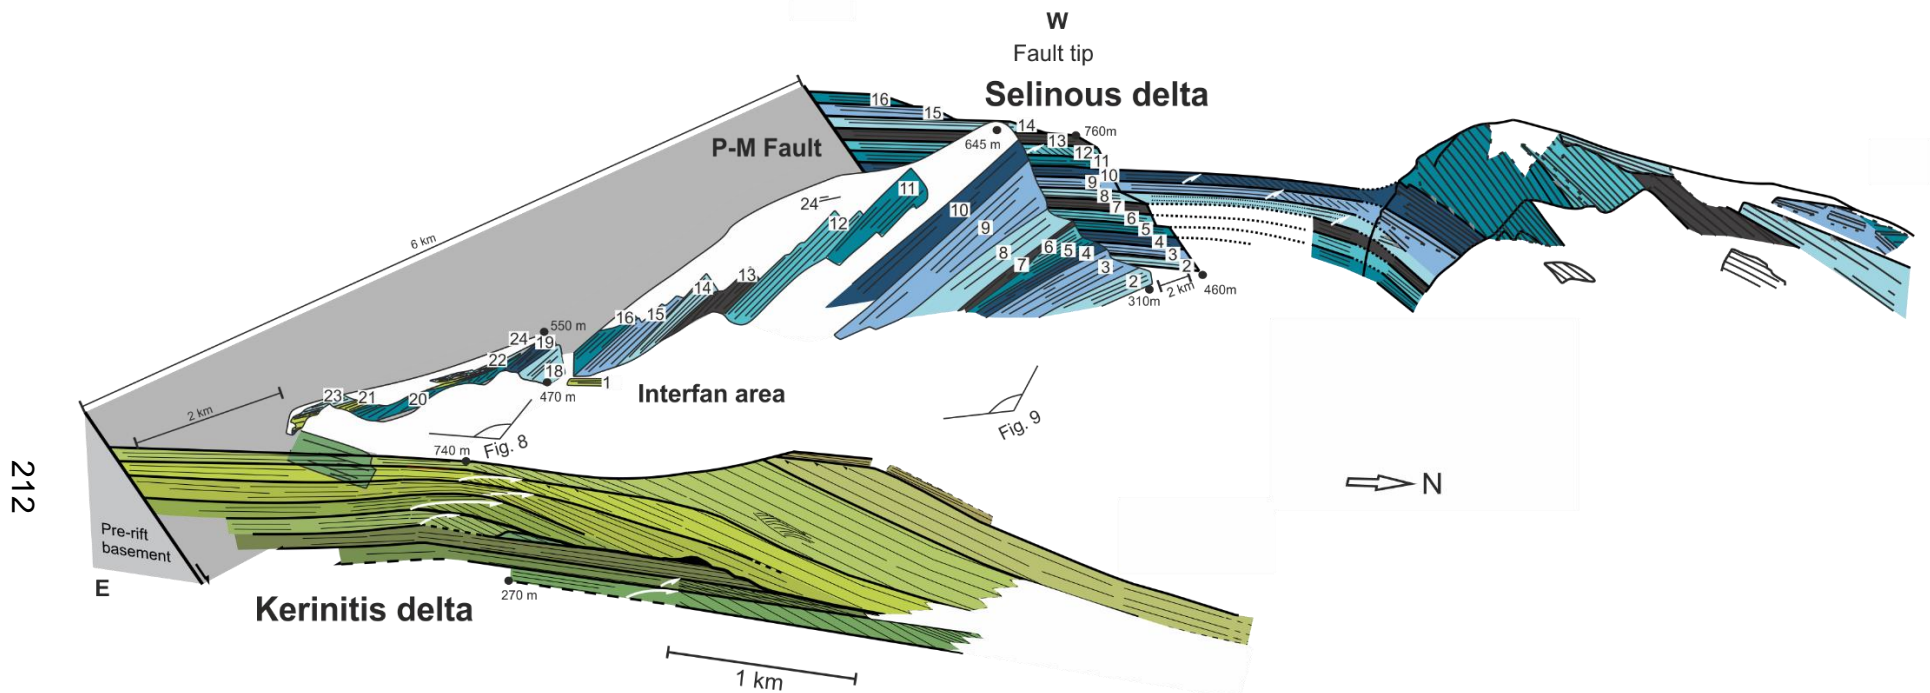 W
Fault tip
Selinous delta
16
15
14
13
760m
645 m
12
11
10
9
8
7
6
5
4
3
2
460m
2 km
310m
P-M Fault
11
24
12
10
9
8
7
6
5
4
3
2
13
14
15
16
6 km
550 m
24
19
22
18
1
470 m
23
21
20
2 km
Interfan area
Fig. 8
Fig. 9
740 m
N
212
Pre-rift
basement
E
270 m
Kerinitis delta
1 km